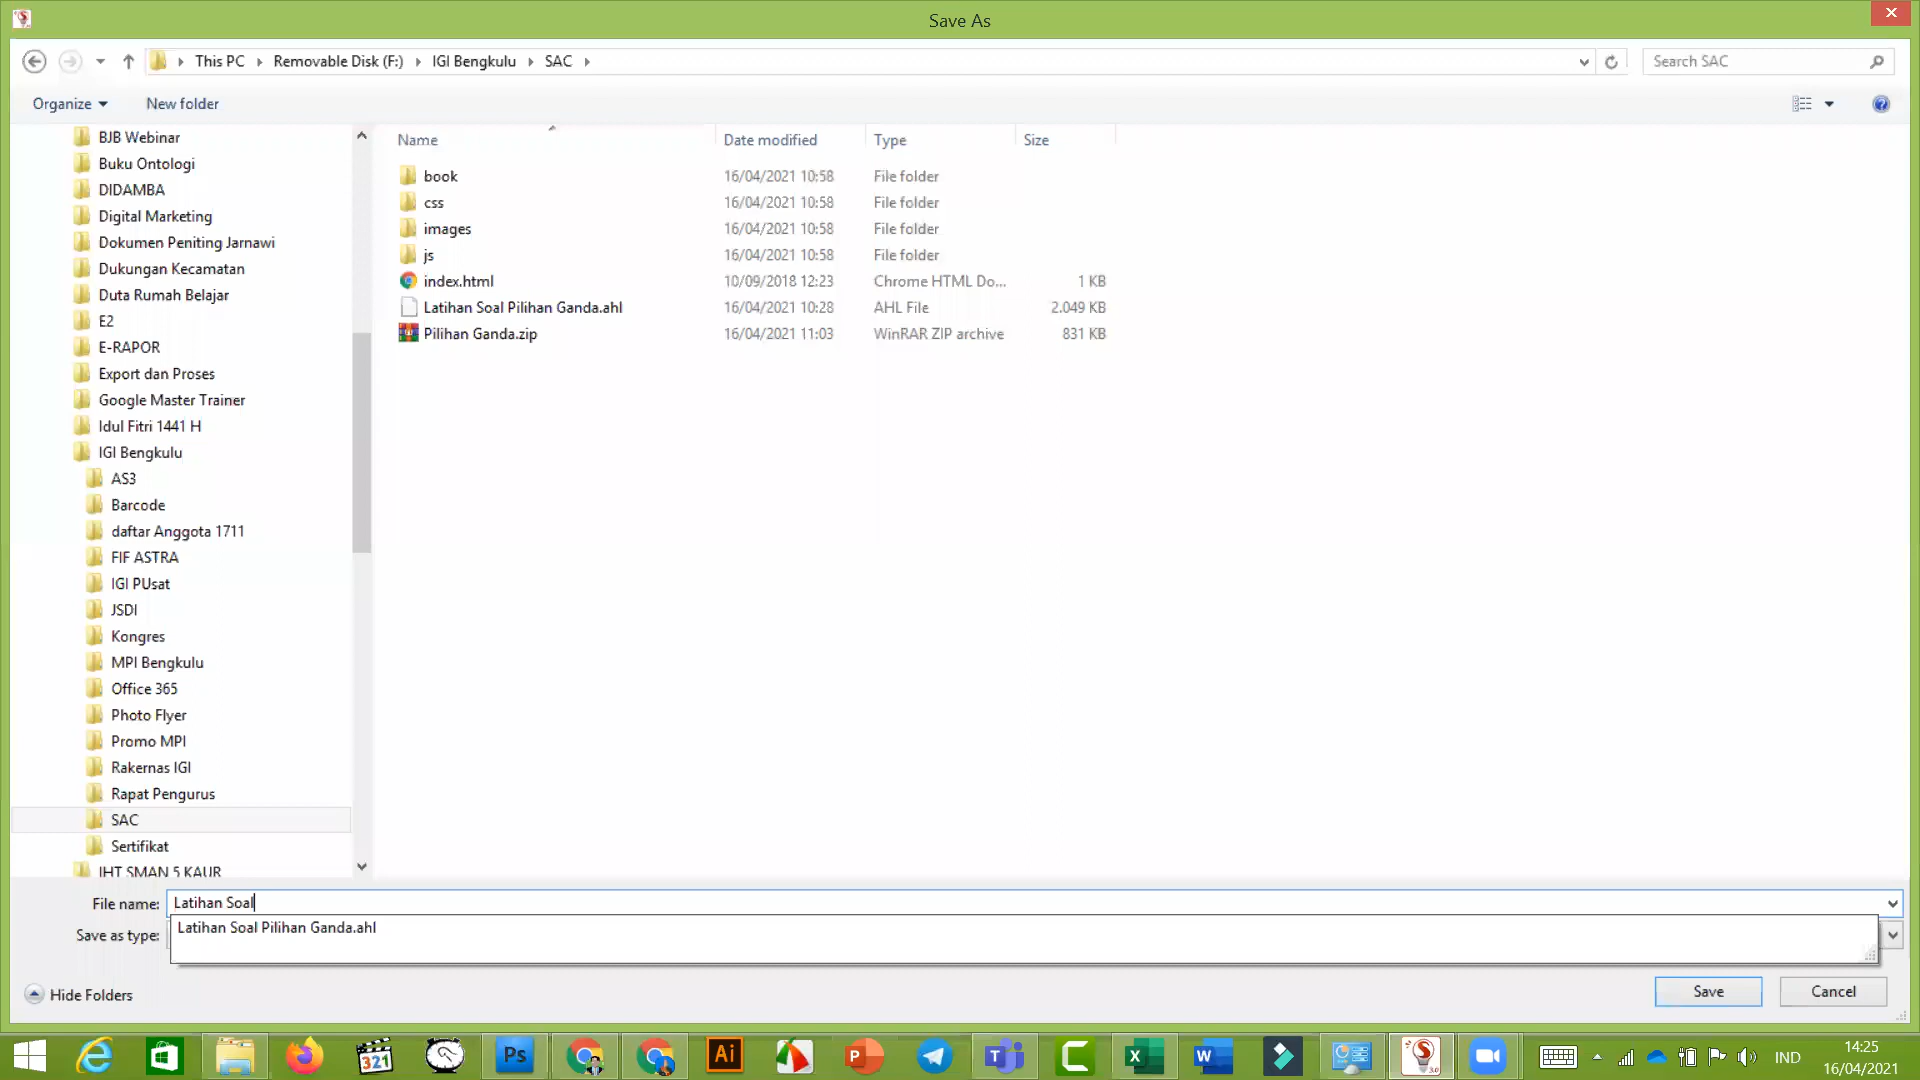 Save As
This PC Removable Disk (F:) IGI Bengkulu SAC
Search SAC
Organize New folder
BJB Webinar
Buku Ontologi
DIDAMBA
Digital Marketing
Dokumen Peniting Jarnawi
Dukungan Kecamatan
Duta Rumah Belajar
E2
E-RAPOR
Export dan Proses
Google Master Trainer
Idul Fitri 1441 H
IGI Bengkulu
AS3
Barcode
daftar Anggota 1711
FIF ASTRA
IGI PUsat
JSDI
Kongres
MPI Bengkulu
Office 365
Photo Flyer
Promo MPI
Rakernas IGI
Rapat Pengurus
SAC
Sertifikat
IHT SMAN 5 KAUR
Name Date modified Type Size
book 16/04/2021 10:58 File folder
css 16/04/2021 10:58 File folder
images 16/04/2021 10:58 File folder
js 16/04/2021 10:58 File folder
index.html 10/09/2018 12:23 Chrome HTML Do... 1 KB
Latihan Soal Pilihan Ganda.ahl 16/04/2021 10:28 AHL File 2.049 KB
Pilihan Ganda.zip 16/04/2021 11:03 WinRAR ZIP archive 831 KB
File name: Latihan Soal
Latihan Soal Pilihan Ganda.ahl
Save as type:
Hide Folders
Save Cancel
321
Ps
Ai
IND
14:25
16/04/2021
3.0